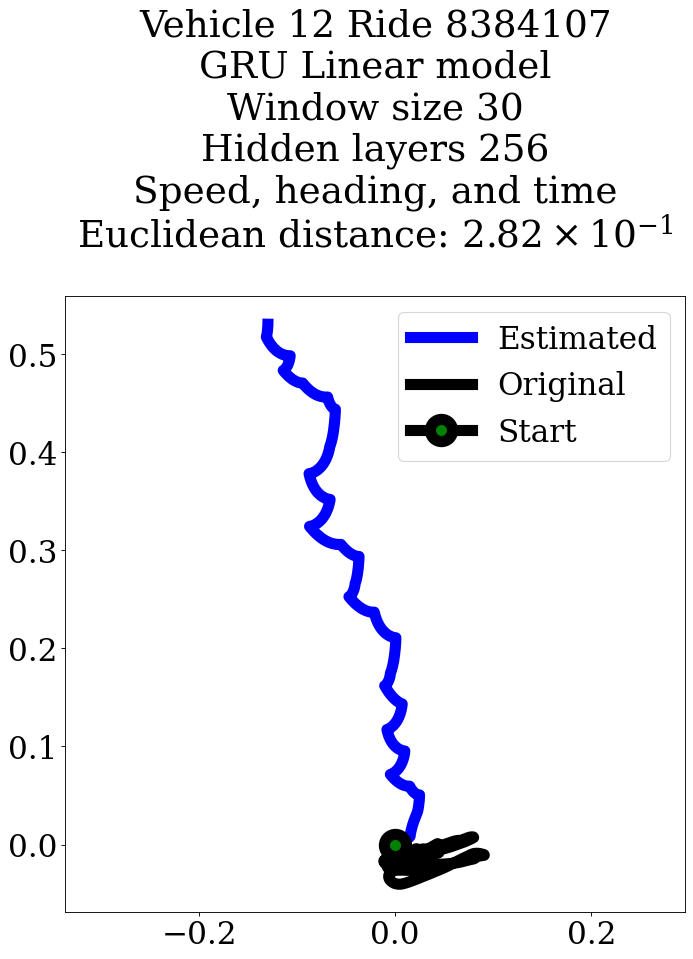 Vehicle 12 Ride 8384107
GRU Linear model
Window size 30
Hidden layers 256
Speed, heading, and time
Euclidean distance: 2.82 × 10⁻¹
Estimated
Original
Start
0.5
0.4
0.3
0.2
0.1
0.0
−0.2 0.0 0.2